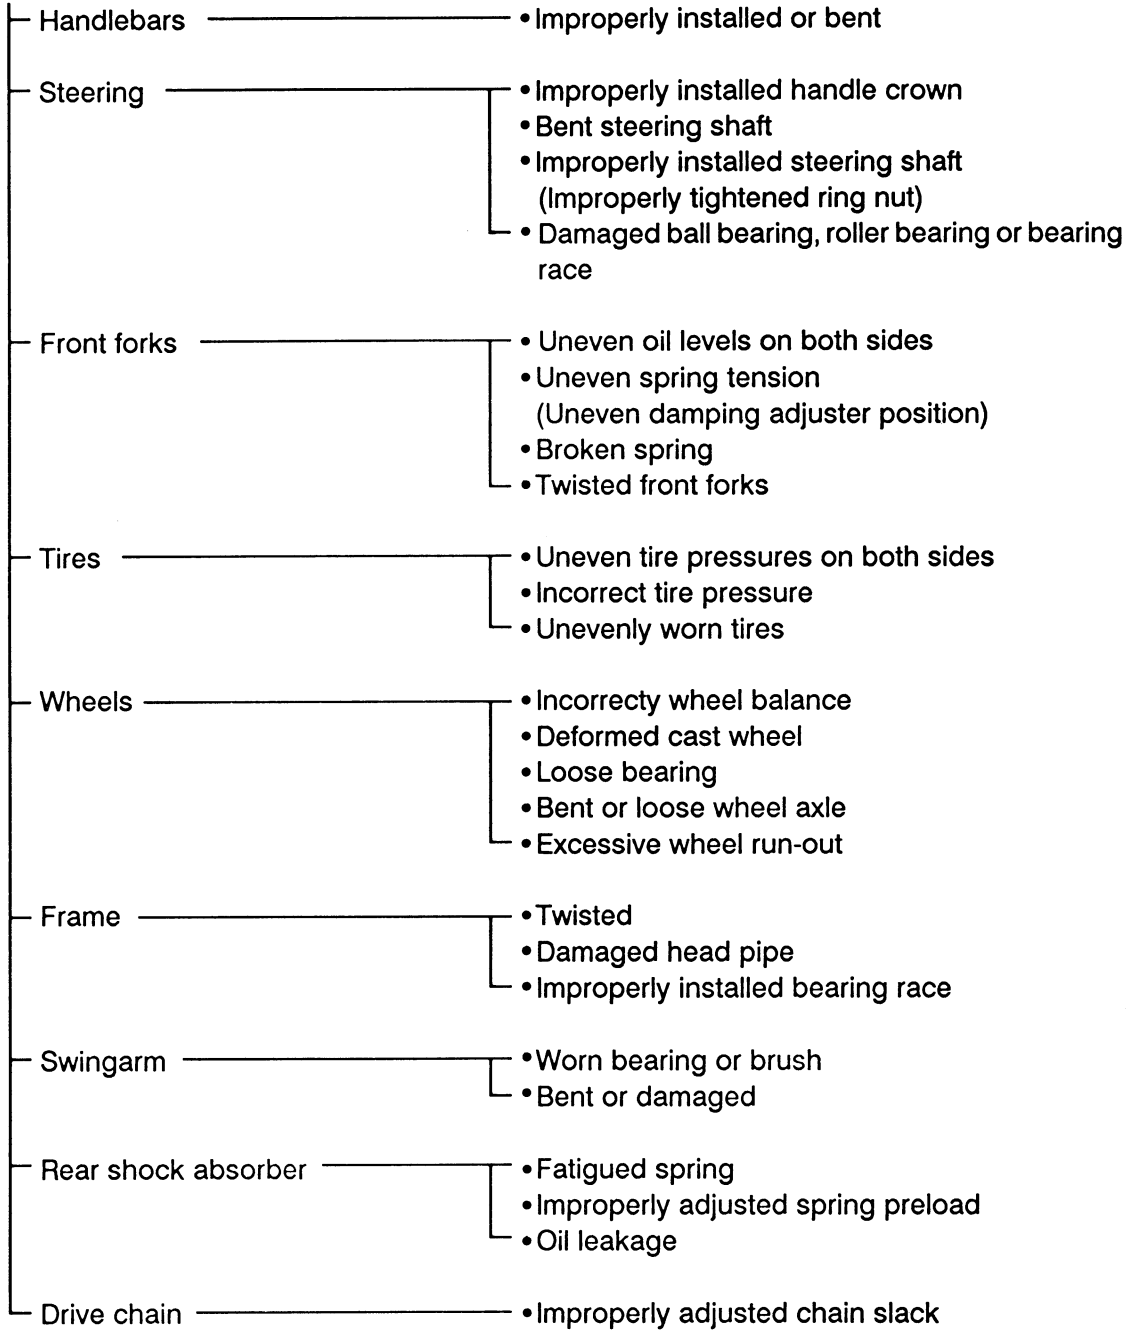 Handlebars • Improperly installed or bent
Steering • Improperly installed handle crown
• Bent steering shaft
• Improperly installed steering shaft
(Improperly tightened ring nut)
• Damaged ball bearing, roller bearing or bearing
race
Front forks • Uneven oil levels on both sides
• Uneven spring tension
(Uneven damping adjuster position)
• Broken spring
• Twisted front forks
Tires • Uneven tire pressures on both sides
• Incorrect tire pressure
• Unevenly worn tires
Wheels • Incorrecty wheel balance
• Deformed cast wheel
• Loose bearing
• Bent or loose wheel axle
• Excessive wheel run-out
Frame • Twisted
• Damaged head pipe
• Improperly installed bearing race
Swingarm • Worn bearing or brush
• Bent or damaged
Rear shock absorber • Fatigued spring
• Improperly adjusted spring preload
• Oil leakage
Drive chain • Improperly adjusted chain slack